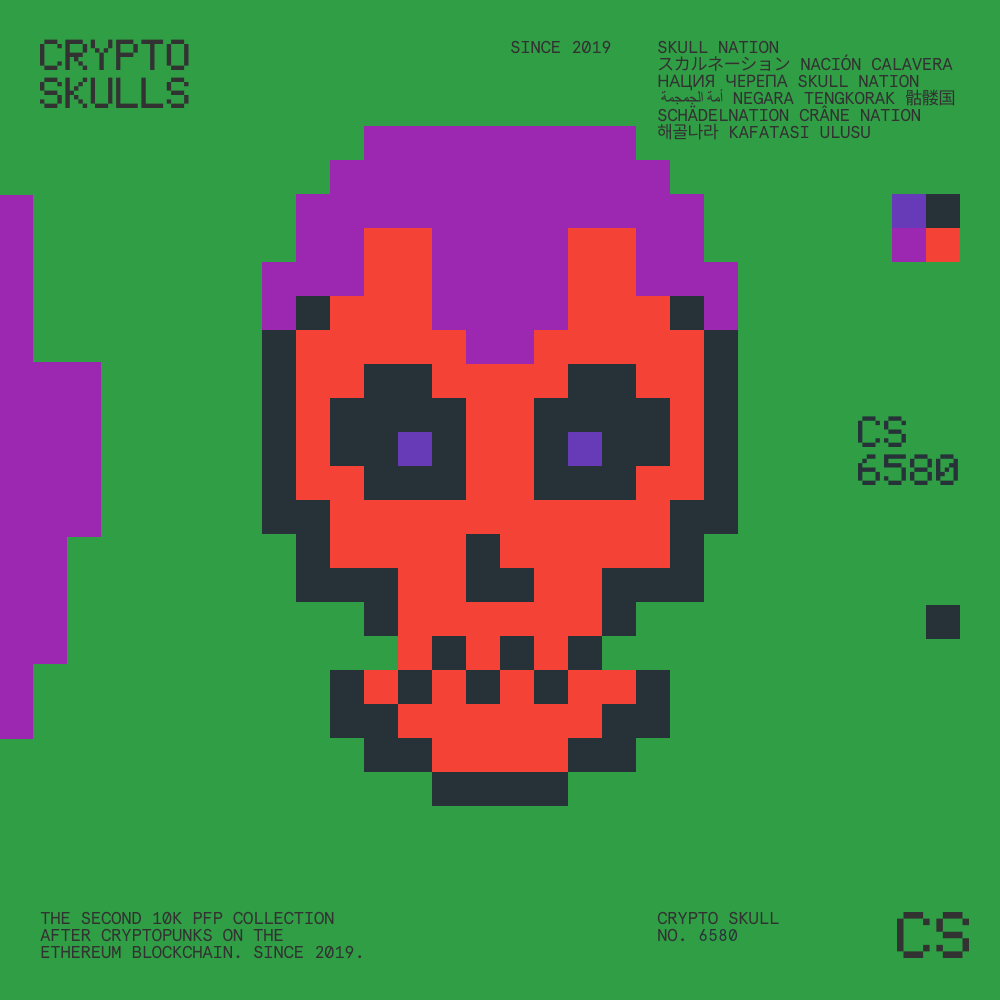 CRYPTO
SKULLS
SINCE 2019
SKULL NATION
スカルネーション NACIÓN CALAVERA
НАЦИЯ ЧЕРЕПА SKULL NATION
أمة الجمجمة NEGARA TENGKORAK 骷髅国
SCHÄDELNATION CRÂNE NATION
해골나라 KAFATASI ULUSU
CS
6580
THE SECOND 10K PFP COLLECTION
AFTER CRYPTOPUNKS ON THE
ETHEREUM BLOCKCHAIN. SINCE 2019.
CRYPTO SKULL
NO. 6580
CS